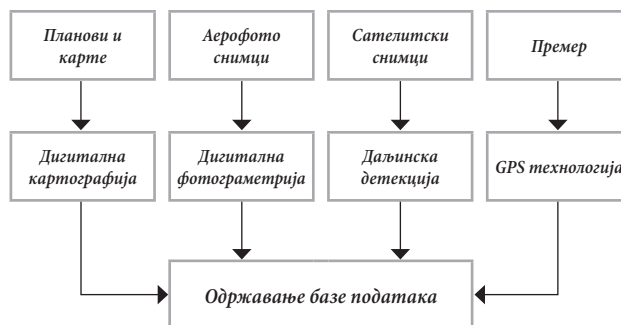 Планови и
карте
Аерофото
снимци
Сателитски
снимци
Премер
Дигитална
картографија
Дигитална
фотограметрија
Даљинска
детекција
GPS технологија
Одржавање базе података